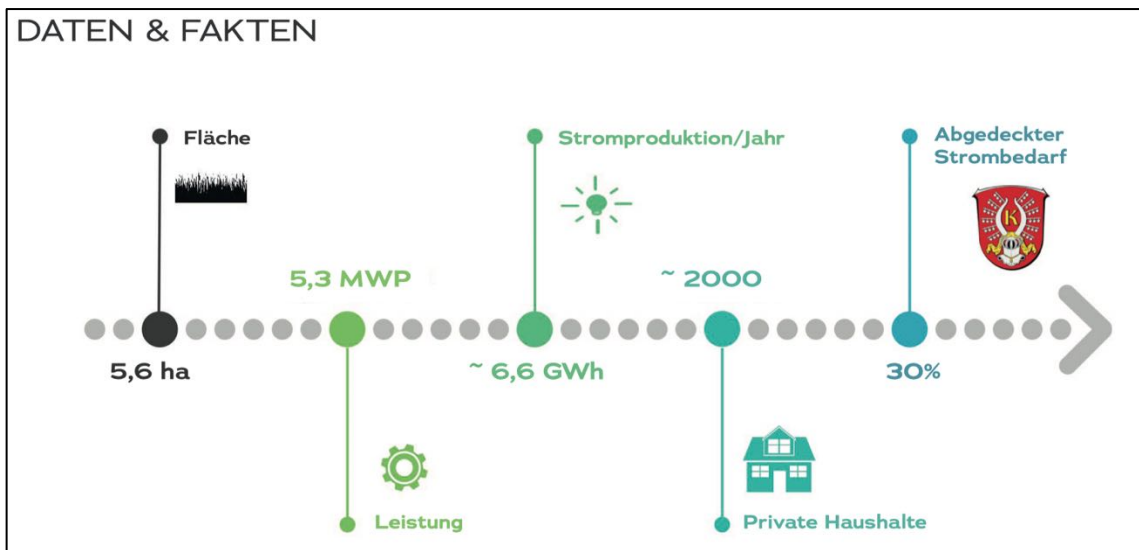 DATEN & FAKTEN
Fläche
Stromproduktion/Jahr
Abgedeckter
Strombedarf
K
5,3 MWP
~ 2000
5,6 ha
~ 6,6 GWh
30%
Leistung
Private Haushalte